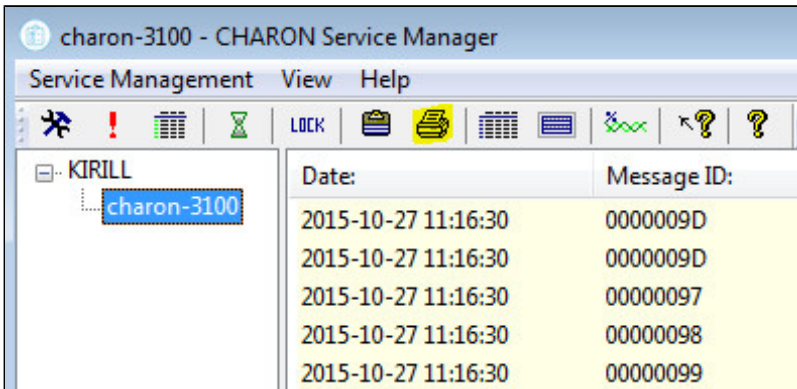 charon-3100 - CHARON Service Manager
Service Management View Help
LOCK
KIRILL
charon-3100
Date: Message ID:
2015-10-27 11:16:30 0000009D
2015-10-27 11:16:30 0000009D
2015-10-27 11:16:30 00000097
2015-10-27 11:16:30 00000098
2015-10-27 11:16:30 00000099